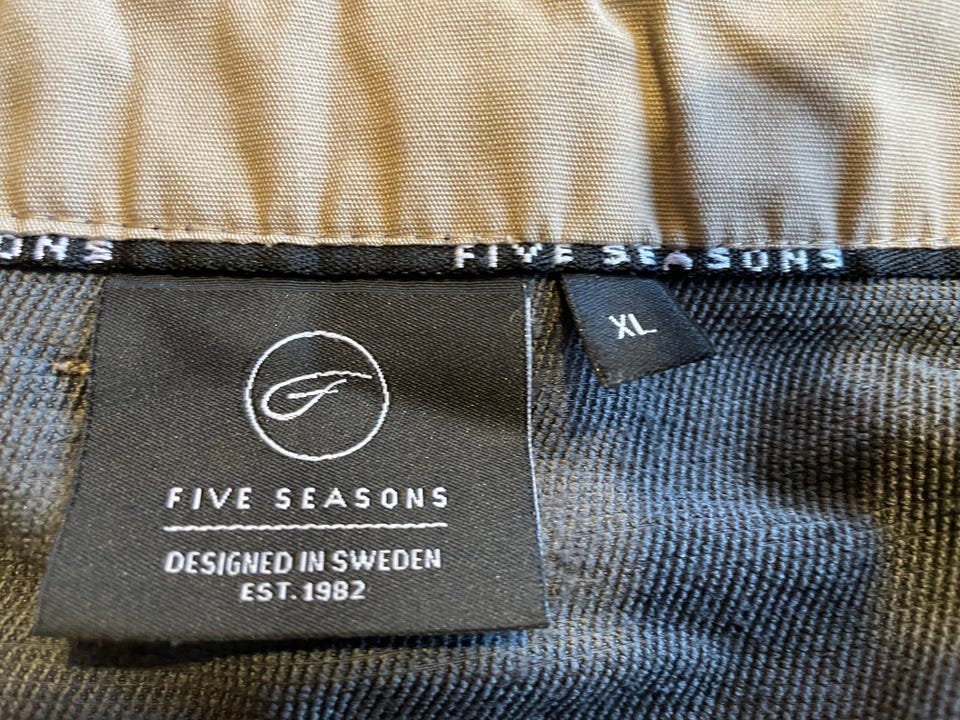 ONS FIVE SEASONS
XL
FIVE SEASONS
DESIGNED IN SWEDEN
EST. 1982